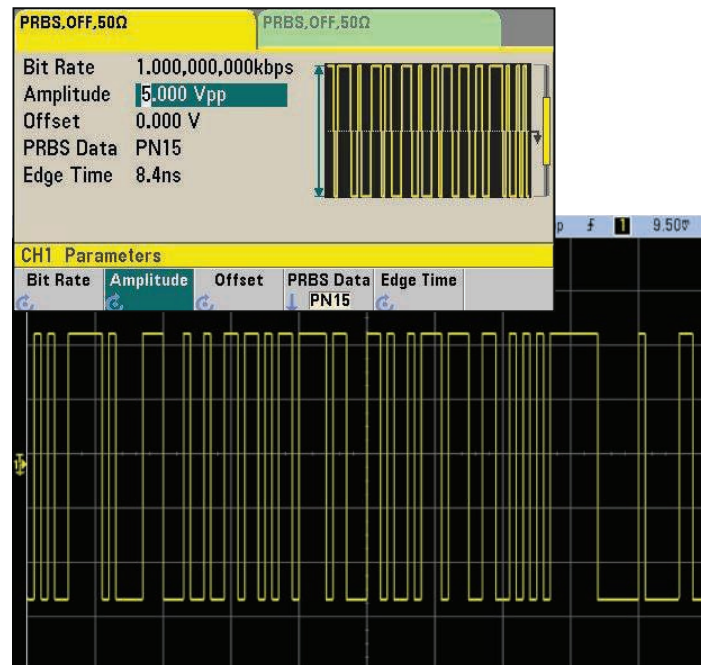 PRBS,OFF,50Ω PRBS,OFF,50Ω
Bit Rate 1.000,000,000kbps
Amplitude 5.000 Vpp
Offset 0.000 V
PRBS Data PN15
Edge Time 8.4ns
p 1 9.50
CH1 Parameters
Bit Rate Amplitude Offset PRBS Data Edge Time
PN15